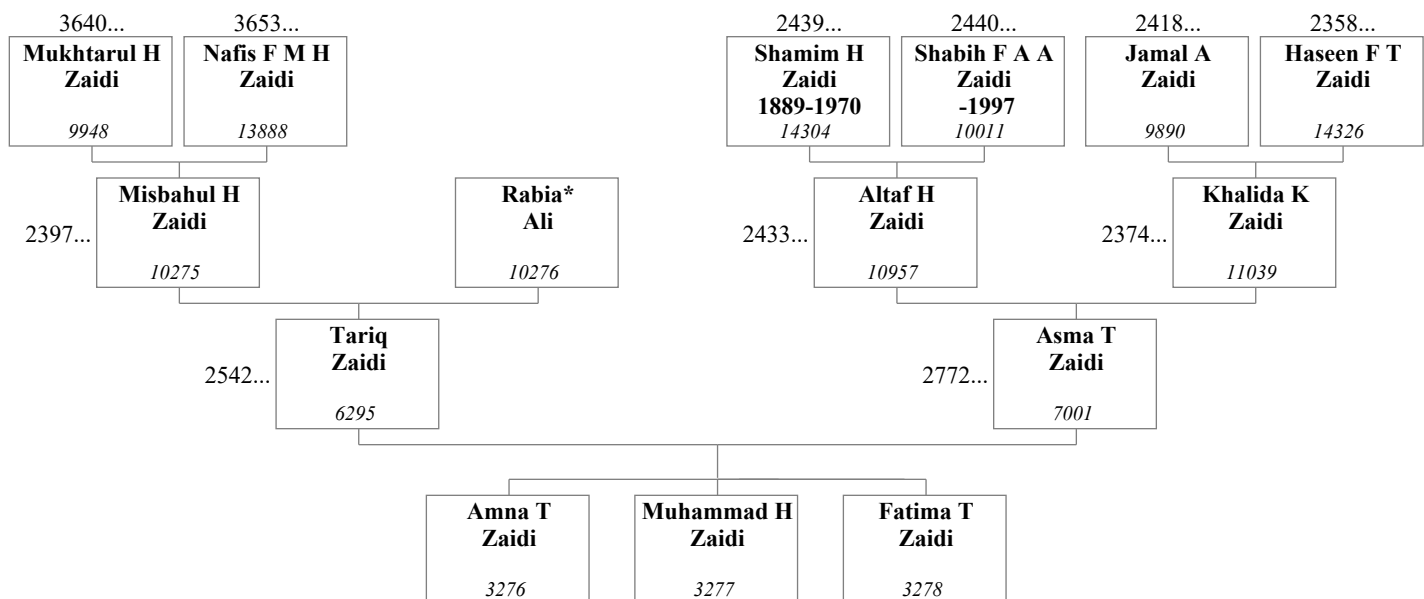 3640...
3653...
2439...
2440...
2418...
2358...
Mukhtarul H
Zaidi
9948
Nafis F M H
Zaidi
13888
Shamim H
Zaidi
1889-1970
14304
Shabih F A A
Zaidi
-1997
10011
Jamal A
Zaidi
9890
Haseen F T
Zaidi
14326
2397...
Misbahul H
Zaidi
10275
Rabia*
Ali
10276
2433...
Altaf H
Zaidi
10957
2374...
Khalida K
Zaidi
11039
2542...
Tariq
Zaidi
6295
2772...
Asma T
Zaidi
7001
Amna T
Zaidi
3276
Muhammad H
Zaidi
3277
Fatima T
Zaidi
3278